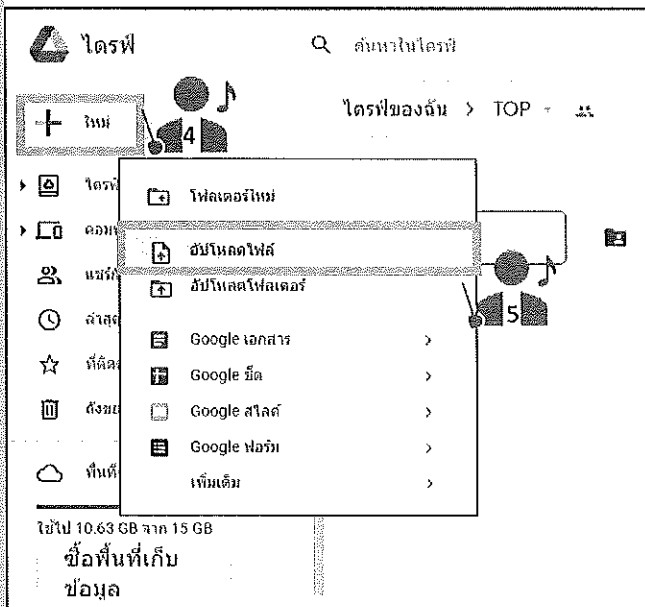 ไดรฟ์
ค้นหาในไดรฟ์
ใหม่
4
ไดรฟ์ของฉัน > TOP
โฟลเดอร์ใหม่
อัปโหลดไฟล์
อัปโหลดโฟลเดอร์
5
Google เอกสาร >
Google ชีต >
Google สไลด์ >
Google ฟอร์ม >
เพิ่มเติม >
ใช้ไป 10.63 GB จาก 15 GB
ซื้อพื้นที่เก็บ
ข้อมูล